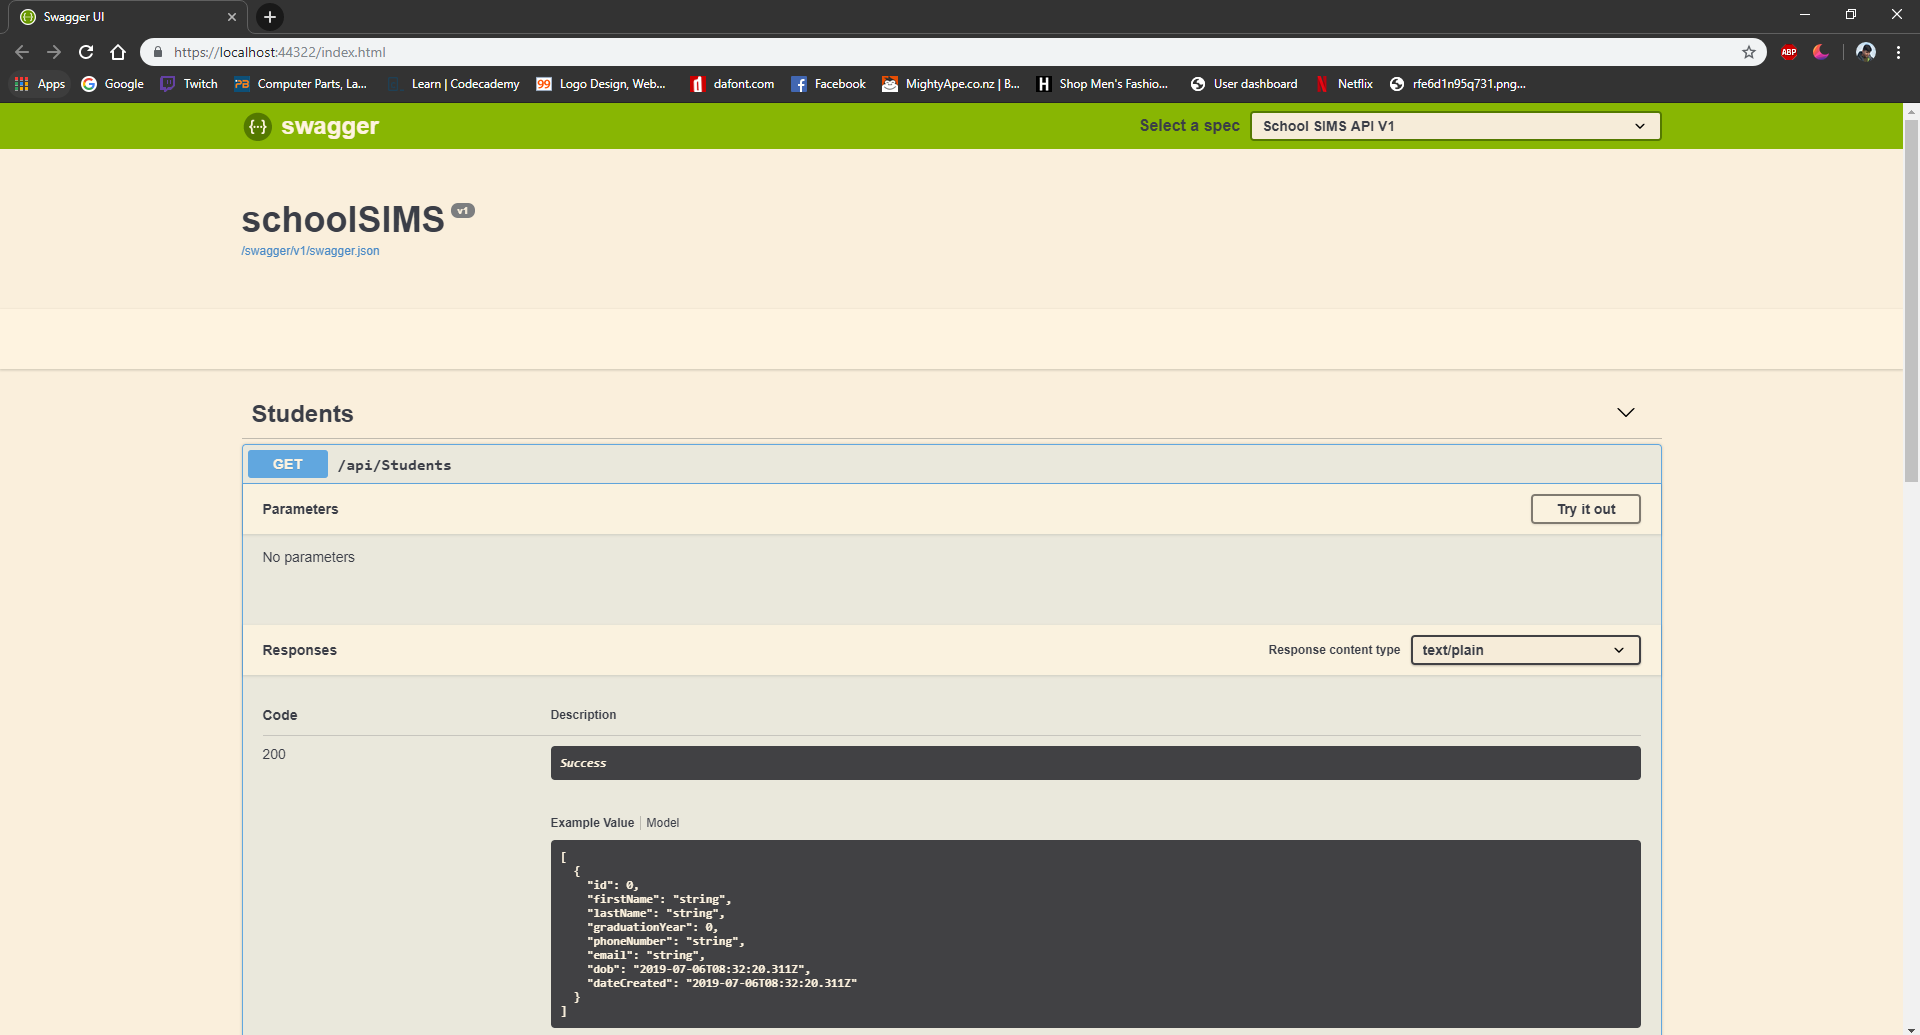 Swagger UI
https://localhost:44322/index.html
ABP
Apps Google Twitch PB Computer Parts, La... Learn | Codecademy 99 Logo Design, Web... d dafont.com f Facebook MightyApe.co.nz | B... H Shop Men's Fashio... User dashboard N Netflix rfe6d1n95q731.png...
{...} swagger Select a spec School SIMS API V1
schoolSIMS v1
/swagger/v1/swagger.json
Students
GET /api/Students
Parameters Try it out
No parameters
Responses Response content type text/plain
Code Description
200 Success
Example Value Model
[
{
"id": 0,
"firstName": "string",
"lastName": "string",
"graduationYear": 0,
"phoneNumber": "string",
"email": "string",
"dob": "2019-07-06T08:32:20.311Z",
"dateCreated": "2019-07-06T08:32:20.311Z"
}
]